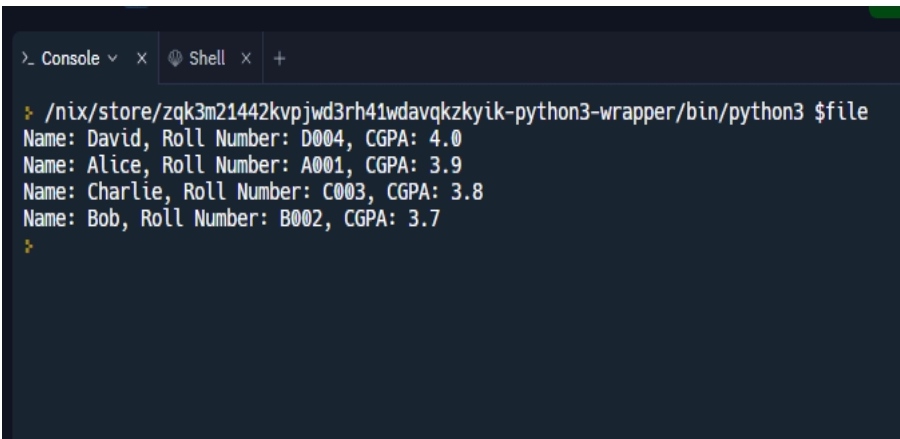 Console
Shell
/nix/store/zqk3m21442kvpjwd3rh41wdavqkzkyik-python3-wrapper/bin/python3 $file
Name: David, Roll Number: D004, CGPA: 4.0
Name: Alice, Roll Number: A001, CGPA: 3.9
Name: Charlie, Roll Number: C003, CGPA: 3.8
Name: Bob, Roll Number: B002, CGPA: 3.7